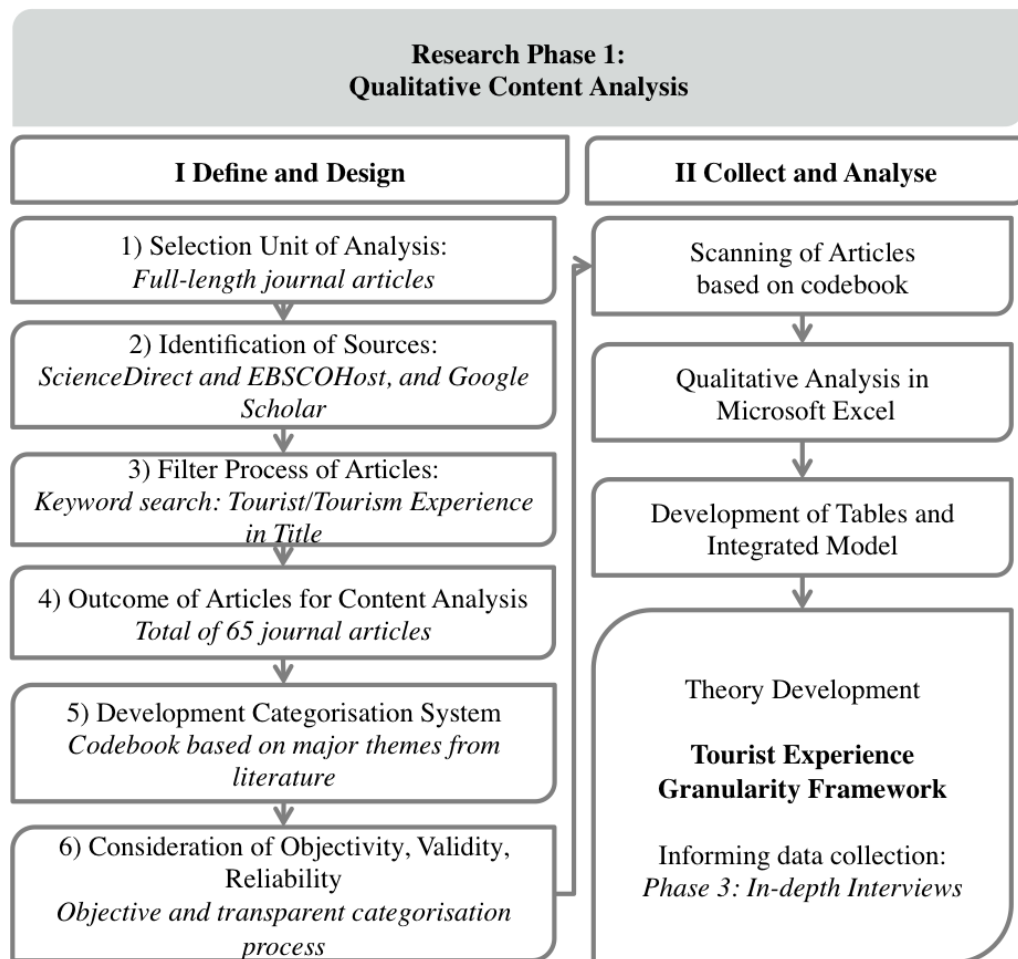 Research Phase 1:
Qualitative Content Analysis
I Define and Design
1) Selection Unit of Analysis:
Full-length journal articles
2) Identification of Sources:
ScienceDirect and EBSCOHost, and Google
Scholar
3) Filter Process of Articles:
Keyword search: Tourist/Tourism Experience
in Title
4) Outcome of Articles for Content Analysis
Total of 65 journal articles
5) Development Categorisation System
Codebook based on major themes from
literature
6) Consideration of Objectivity, Validity,
Reliability
Objective and transparent categorisation
process
II Collect and Analyse
Scanning of Articles
based on codebook
Qualitative Analysis in
Microsoft Excel
Development of Tables and
Integrated Model
Theory Development
Tourist Experience
Granularity Framework
Informing data collection:
Phase 3: In-depth Interviews